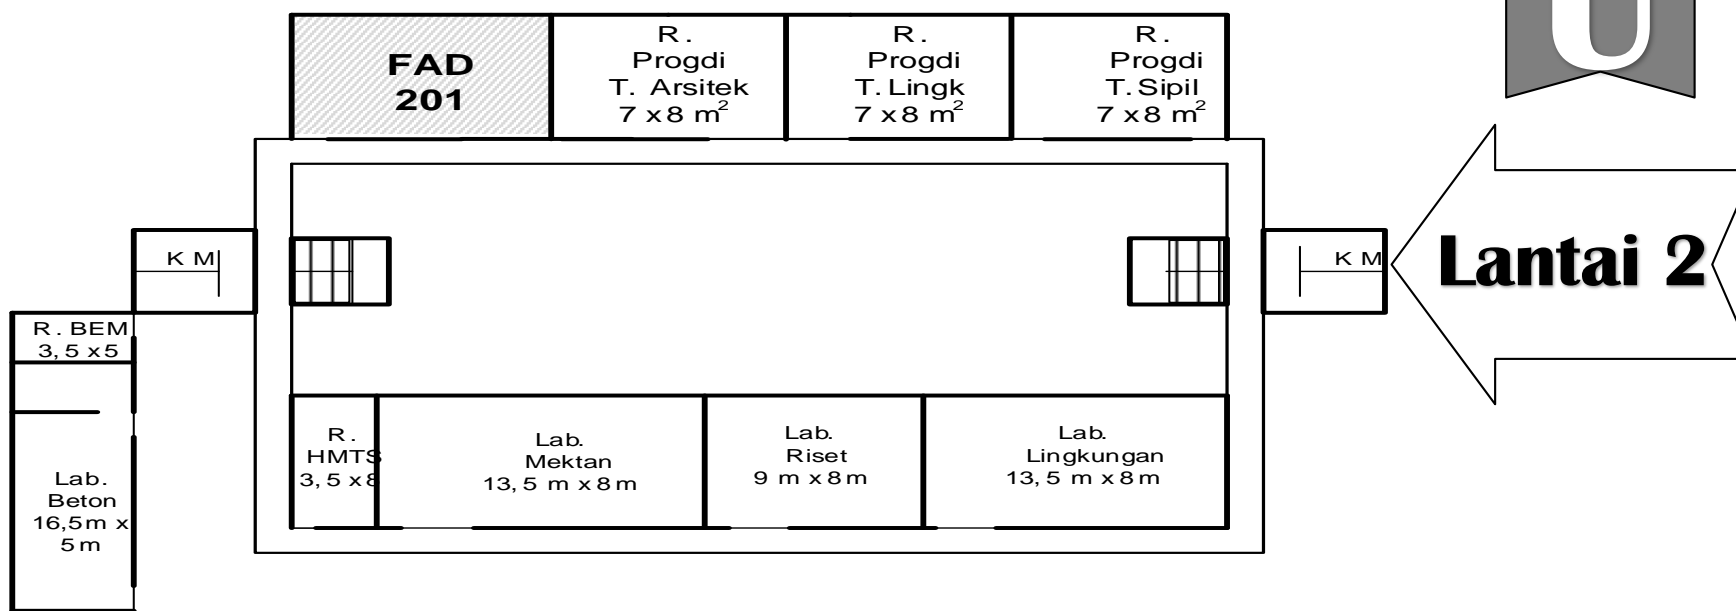 U
FAD
201
R.
Progdi
T. Arsitek
7 x 8 m²
R.
Progdi
T. Lingk
7 x 8 m²
R.
Progdi
T. Sipil
7 x 8 m²
KM
KM
Lantai 2
R. BEM
3,5 x 5
Lab.
Beton
16,5 m x
5 m
R.
HMTS
3,5 x 8
Lab.
Mektan
13,5 m x 8 m
Lab.
Riset
9 m x 8 m
Lab.
Lingkungan
13,5 m x 8 m